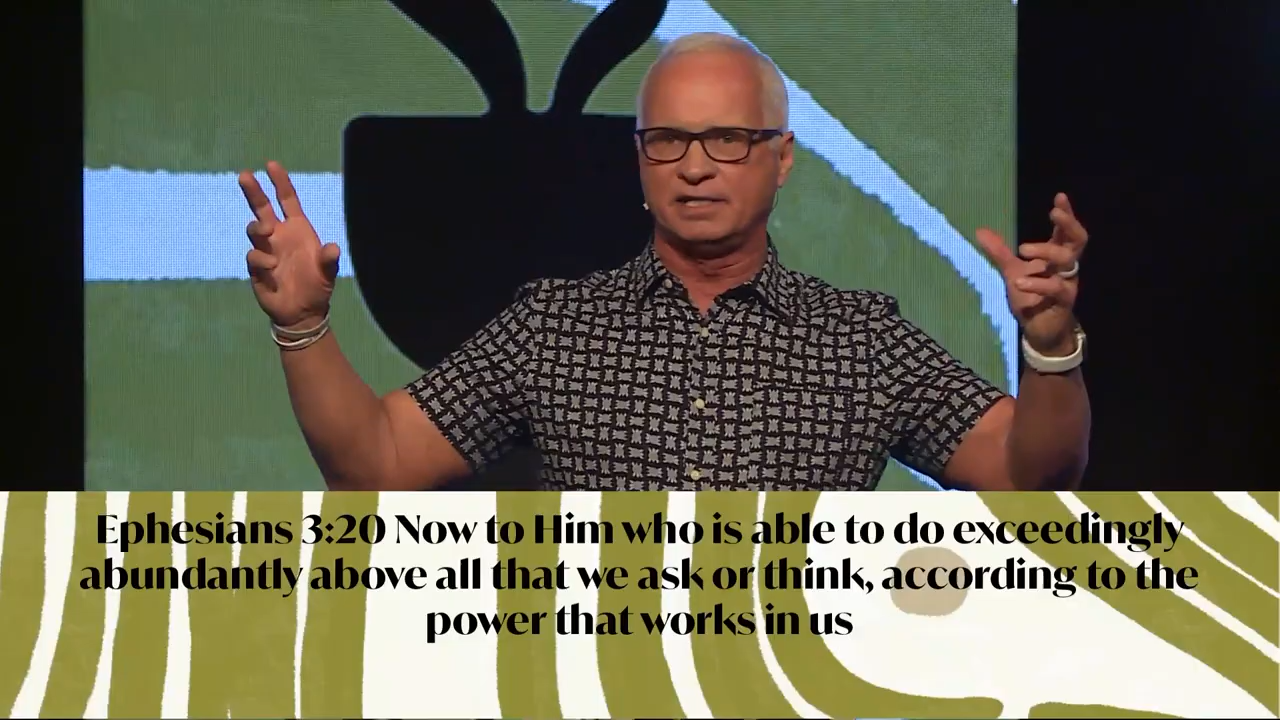 Ephesians 3:20 Now to Him who is able to do exceedingly
abundantly above all that we ask or think, according to the
power that works in us